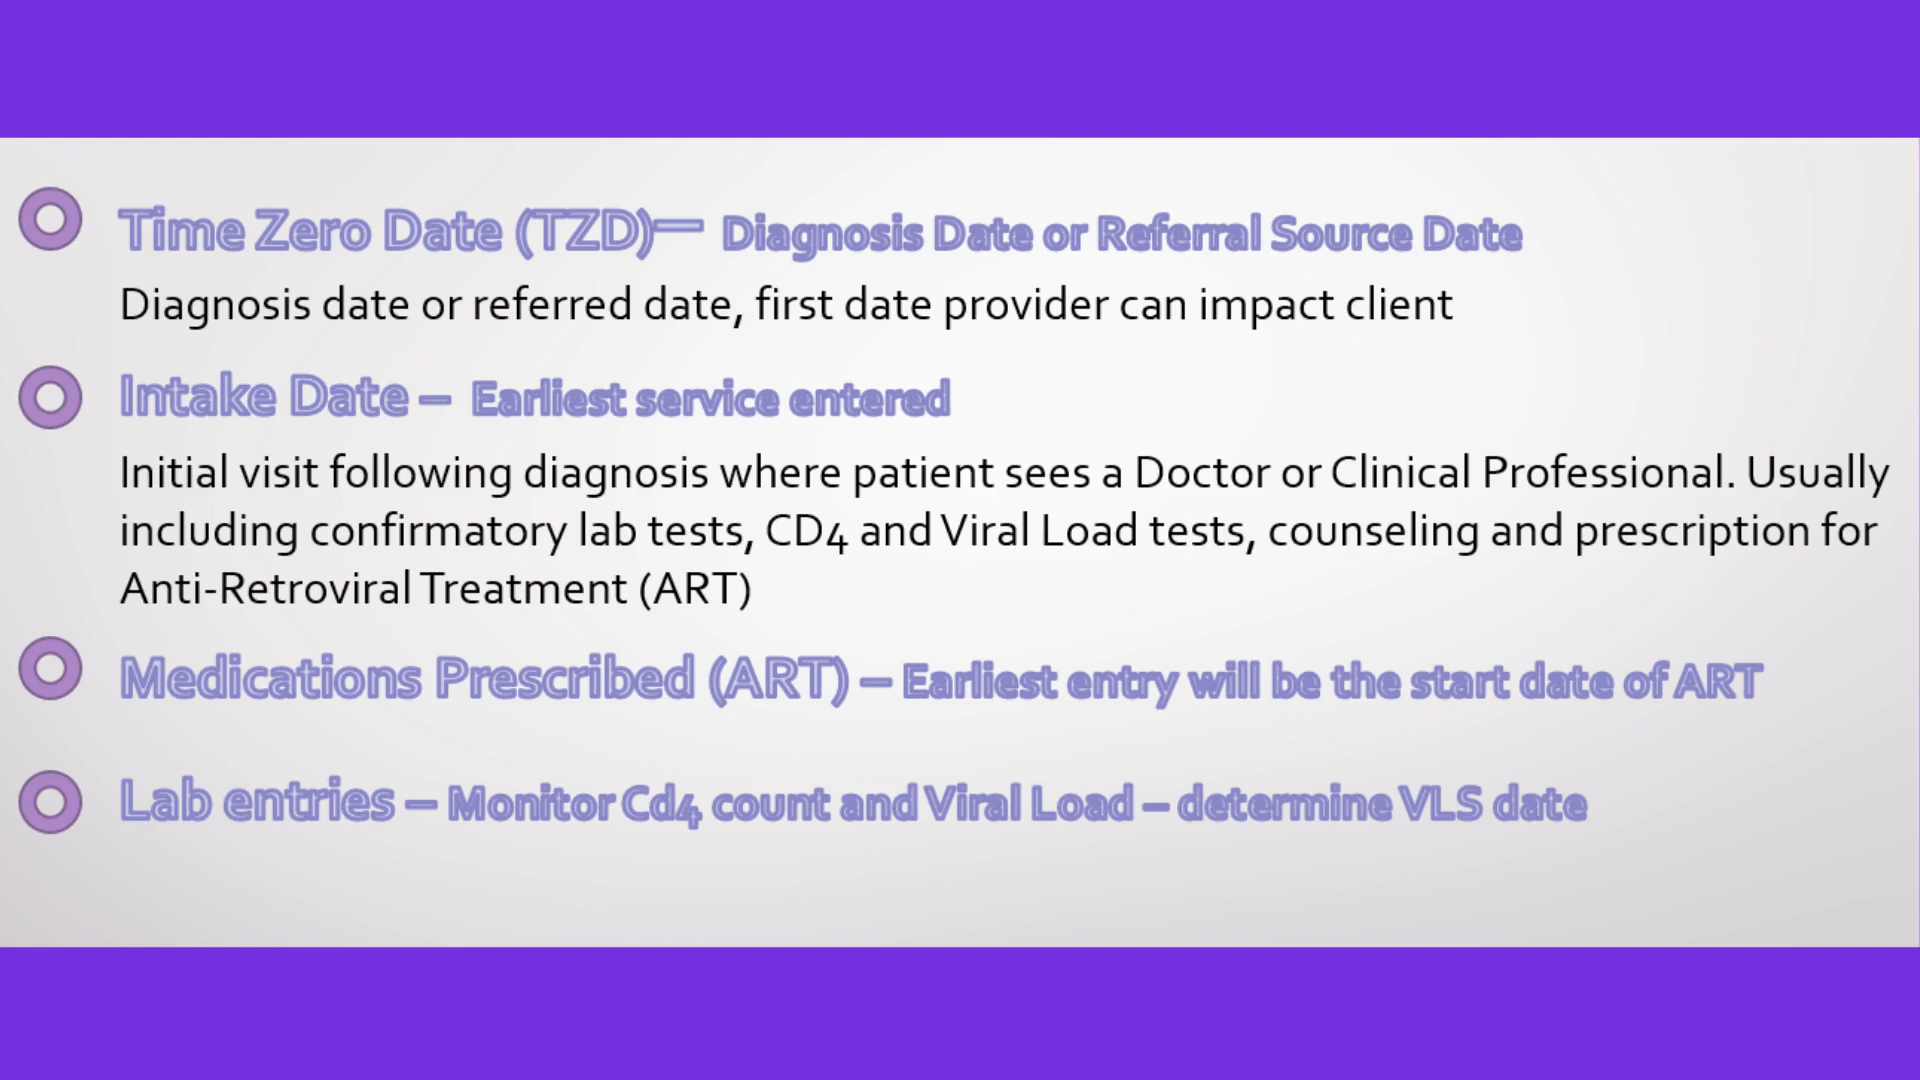 Time Zero Date (TZD)— Diagnosis Date or Referral Source Date
Diagnosis date or referred date, first date provider can impact client
Intake Date – Earliest service entered
Initial visit following diagnosis where patient sees a Doctor or Clinical Professional. Usually
including confirmatory lab tests, CD4 and Viral Load tests, counseling and prescription for
Anti-Retroviral Treatment (ART)
Medications Prescribed (ART) – Earliest entry will be the start date of ART
Lab entries – Monitor Cd4 count and Viral Load – determine VLS date